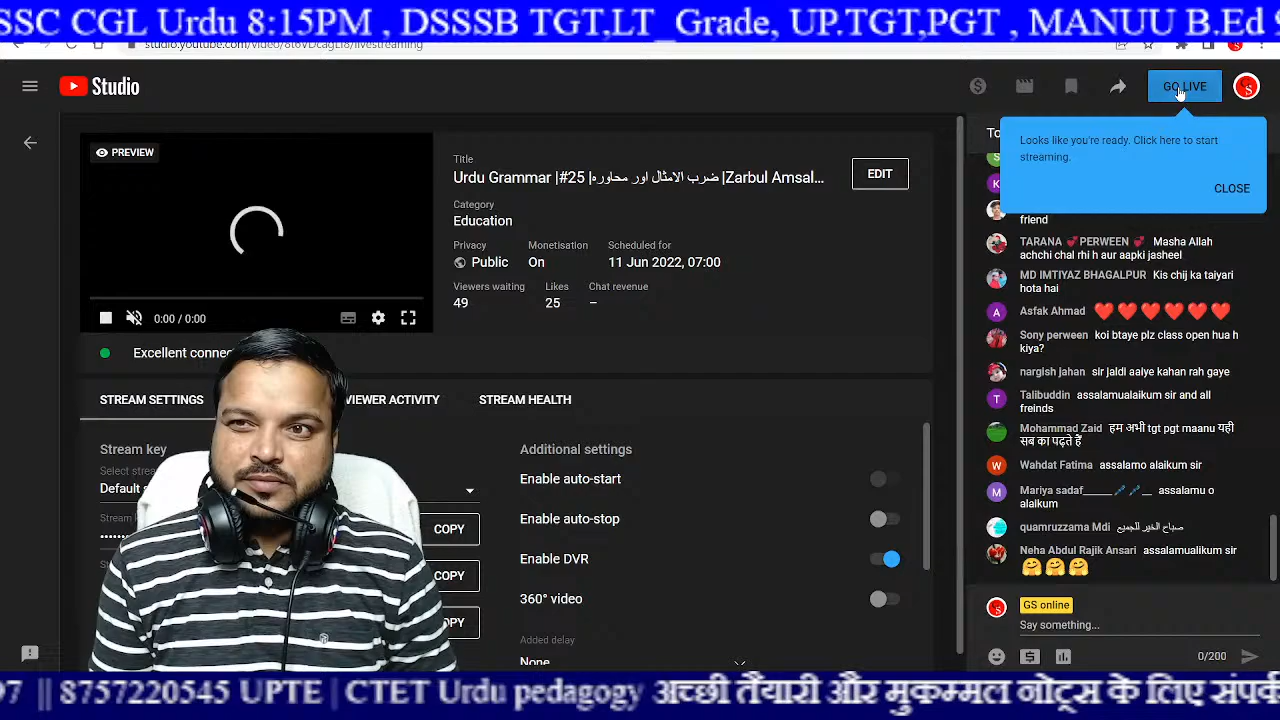 SSC CGL Urdu 8:15PM , DSSSB TGT,LT_Grade, UP.TGT,PGT , MANUU B.Ed
Studio
GO LIVE
PREVIEW
Title
Urdu Grammar |#25 |ضرب الامثال اور محاورہ |Zarbul Amsal...
EDIT
Looks like you're ready. Click here to start
streaming.
CLOSE
Category
Education
Privacy
Monetisation
Scheduled for
Public
On
11 Jun 2022, 07:00
Viewers waiting
Likes
Chat revenue
49
25
–
0:00 / 0:00
Excellent
STREAM SETTINGS
VIEWER ACTIVITY
STREAM HEALTH
Stream key
Default
COPY
COPY
Additional settings
Enable auto-start
Enable auto-stop
Enable DVR
360° video
Added delay
None
friend
TARANA 💞PERWEEN 💞 Masha Allah
achchi chal rhi h aur aapki jasheel
MD IMTIYAZ BHAGALPUR Kis chij ka taiyari
hota hai
Asfak Ahmad ❤️❤️❤️❤️❤️❤️
Sony perween koi btaye plz class open hua h
kiya?
nargish jahan sir jaldi aaiye kahan rah gaye
Talibuddin assalamualaikum sir and all
freinds
Mohammad Zaid हम अभी tgt pgt maanu यही
सब का पढ़ते हैं
Wahdat Fatima assalamo alaikum sir
Mariya sadaf_____ __ assalamu o
alaikum
quamruzzama Mdi صباح الخير للجميع
Neha Abdul Rajik Ansari assalamualikum sir
🤗🤗🤗
GS online
Say something...
0/200
97 || 8757220545 UPTE | CTET Urdu pedagogy अच्छी तैयारी और मुकम्मल नोट्स के लिए